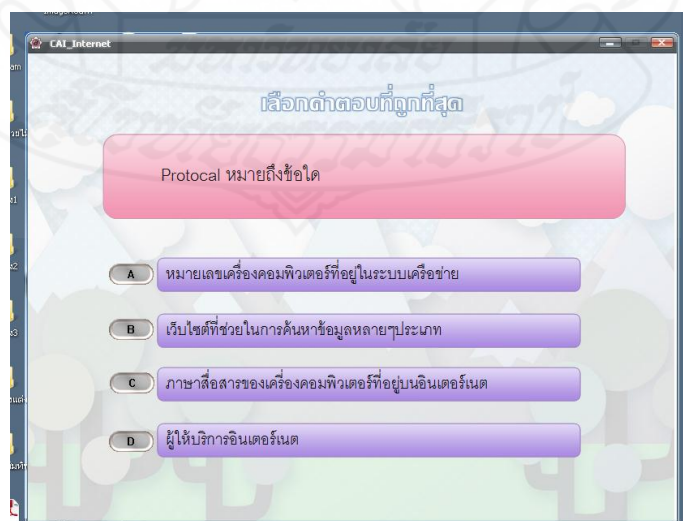 CAI_Internet
เลือกคำตอบที่ถูกที่สุด
Protocal หมายถึงข้อใด
A หมายเลขเครื่องคอมพิวเตอร์ที่อยู่ในระบบเครือข่าย
B เว็บไซต์ที่ช่วยในการค้นหาข้อมูลหลายๆประเภท
C ภาษาสื่อสารของเครื่องคอมพิวเตอร์ที่อยู่บนอินเตอร์เนต
D ผู้ให้บริการอินเตอร์เนต